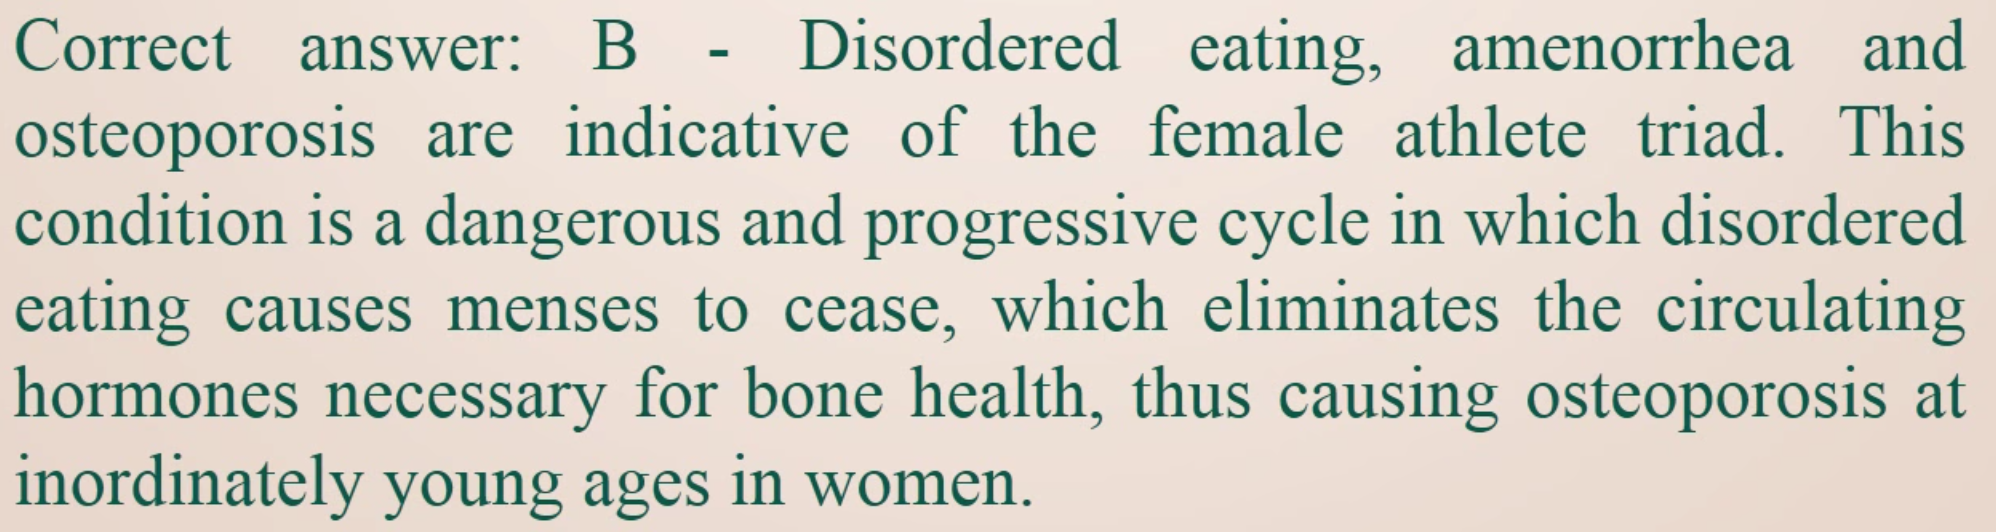 Correct answer: B - Disordered eating, amenorrhea and
osteoporosis are indicative of the female athlete triad. This
condition is a dangerous and progressive cycle in which disordered
eating causes menses to cease, which eliminates the circulating
hormones necessary for bone health, thus causing osteoporosis at
inordinately young ages in women.